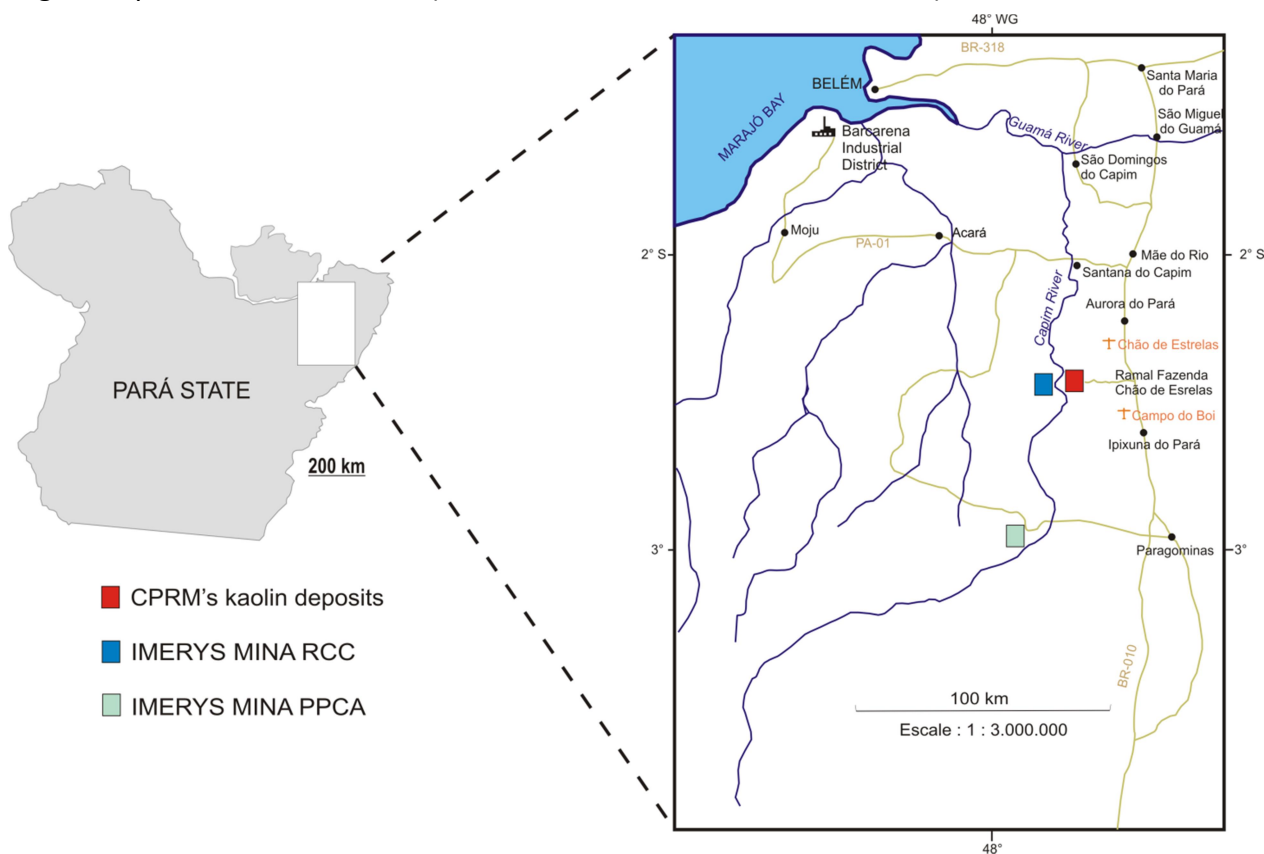 48° WG
BR-318
Santa Maria
do Pará
BELÉM
São Miguel
do Guamá
MARAJÓ BAY
Barcarena
Industrial
District
Guamá River
São Domingos
do Capim
Moju
PA-01
Acará
2° S
Mãe do Rio
2° S
Santana do Capim
Capim River
Aurora do Pará
Chão de Estrelas
Ramal Fazenda
Chão de Esrelas
Campo do Boi
Ipixuna do Pará
PARÁ STATE
200 km
3°
Paragominas
3°
CPRM's kaolin deposits
IMERYS MINA RCC
IMERYS MINA PPCA
BR-010
100 km
Escale : 1 : 3.000.000
48°